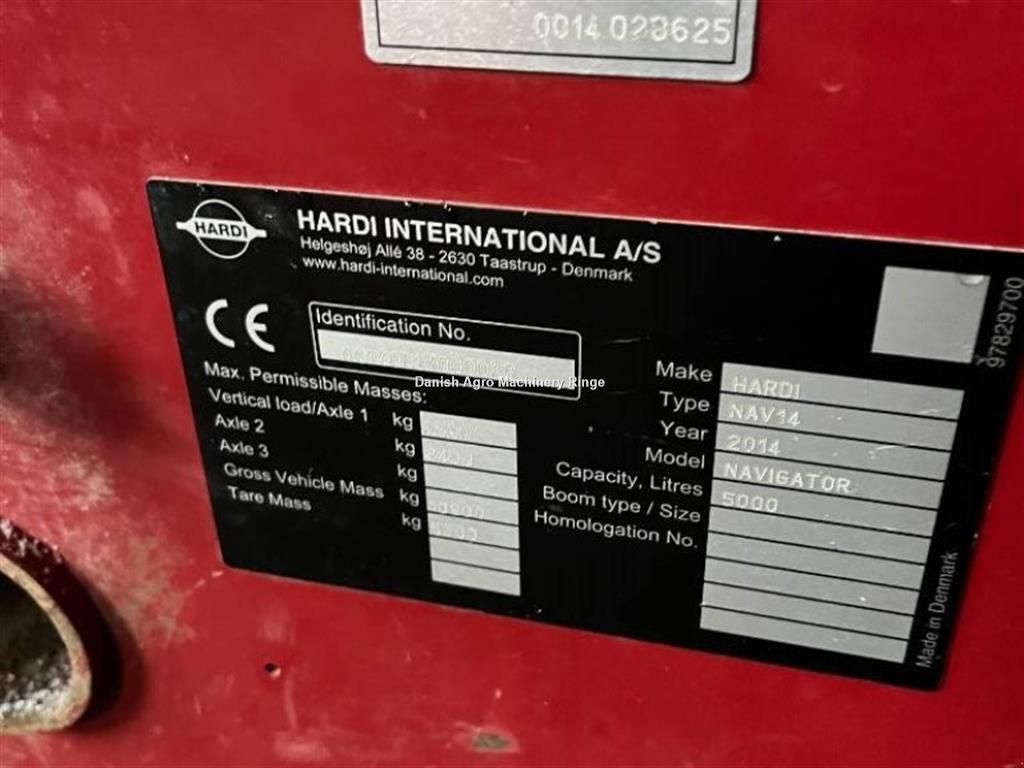 0014 028625
HARDI
HARDI INTERNATIONAL A/S
Helgeshøj Allé 38 - 2630 Taastrup - Denmark
www.hardi-international.com
CE
Identification No.
Danish Agro Machinery Ringe
Max. Permissible Masses:
Vertical load/Axle 1 kg
Axle 2 kg
Axle 3 kg
Gross Vehicle Mass kg
Tare Mass kg
Make HARDI
Type NAV14
Year 2014
Model NAVIGATOR
Capacity, Litres 5000
Boom type / Size
Homologation No.
97829700
Made in Denmark